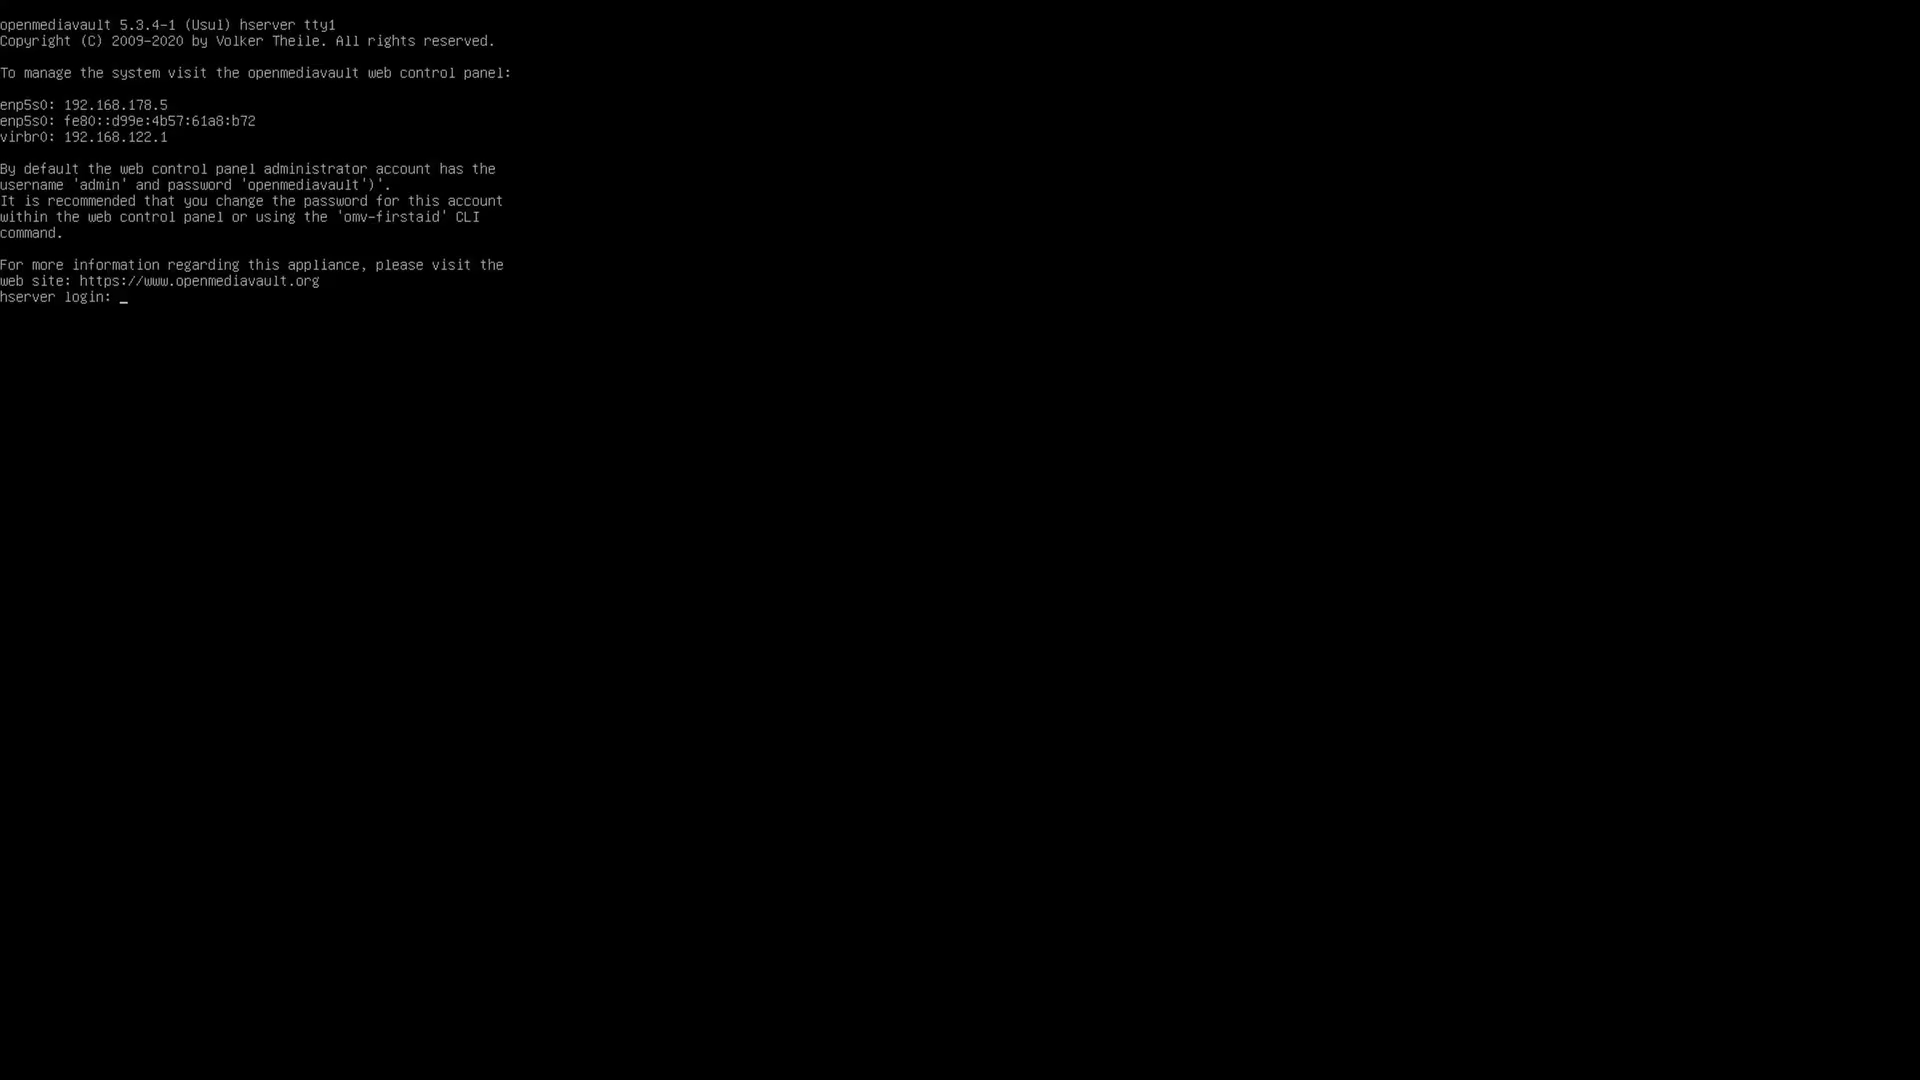 openmediavault 5.3.4-1 (Usul) hserver tty1
Copyright (C) 2009-2020 by Volker Theile. All rights reserved.
To manage the system visit the openmediavault web control panel:
enp5s0: 192.168.178.5
enp5s0: fe80::d99e:4b57:61a8:b72
virbr0: 192.168.122.1
By default the web control panel administrator account has the
username 'admin' and password 'openmediavault')'.
It is recommended that you change the password for this account
within the web control panel or using the 'omv-firstaid' CLI
command.
For more information regarding this appliance, please visit the
web site: https://www.openmediavault.org
hserver login: _